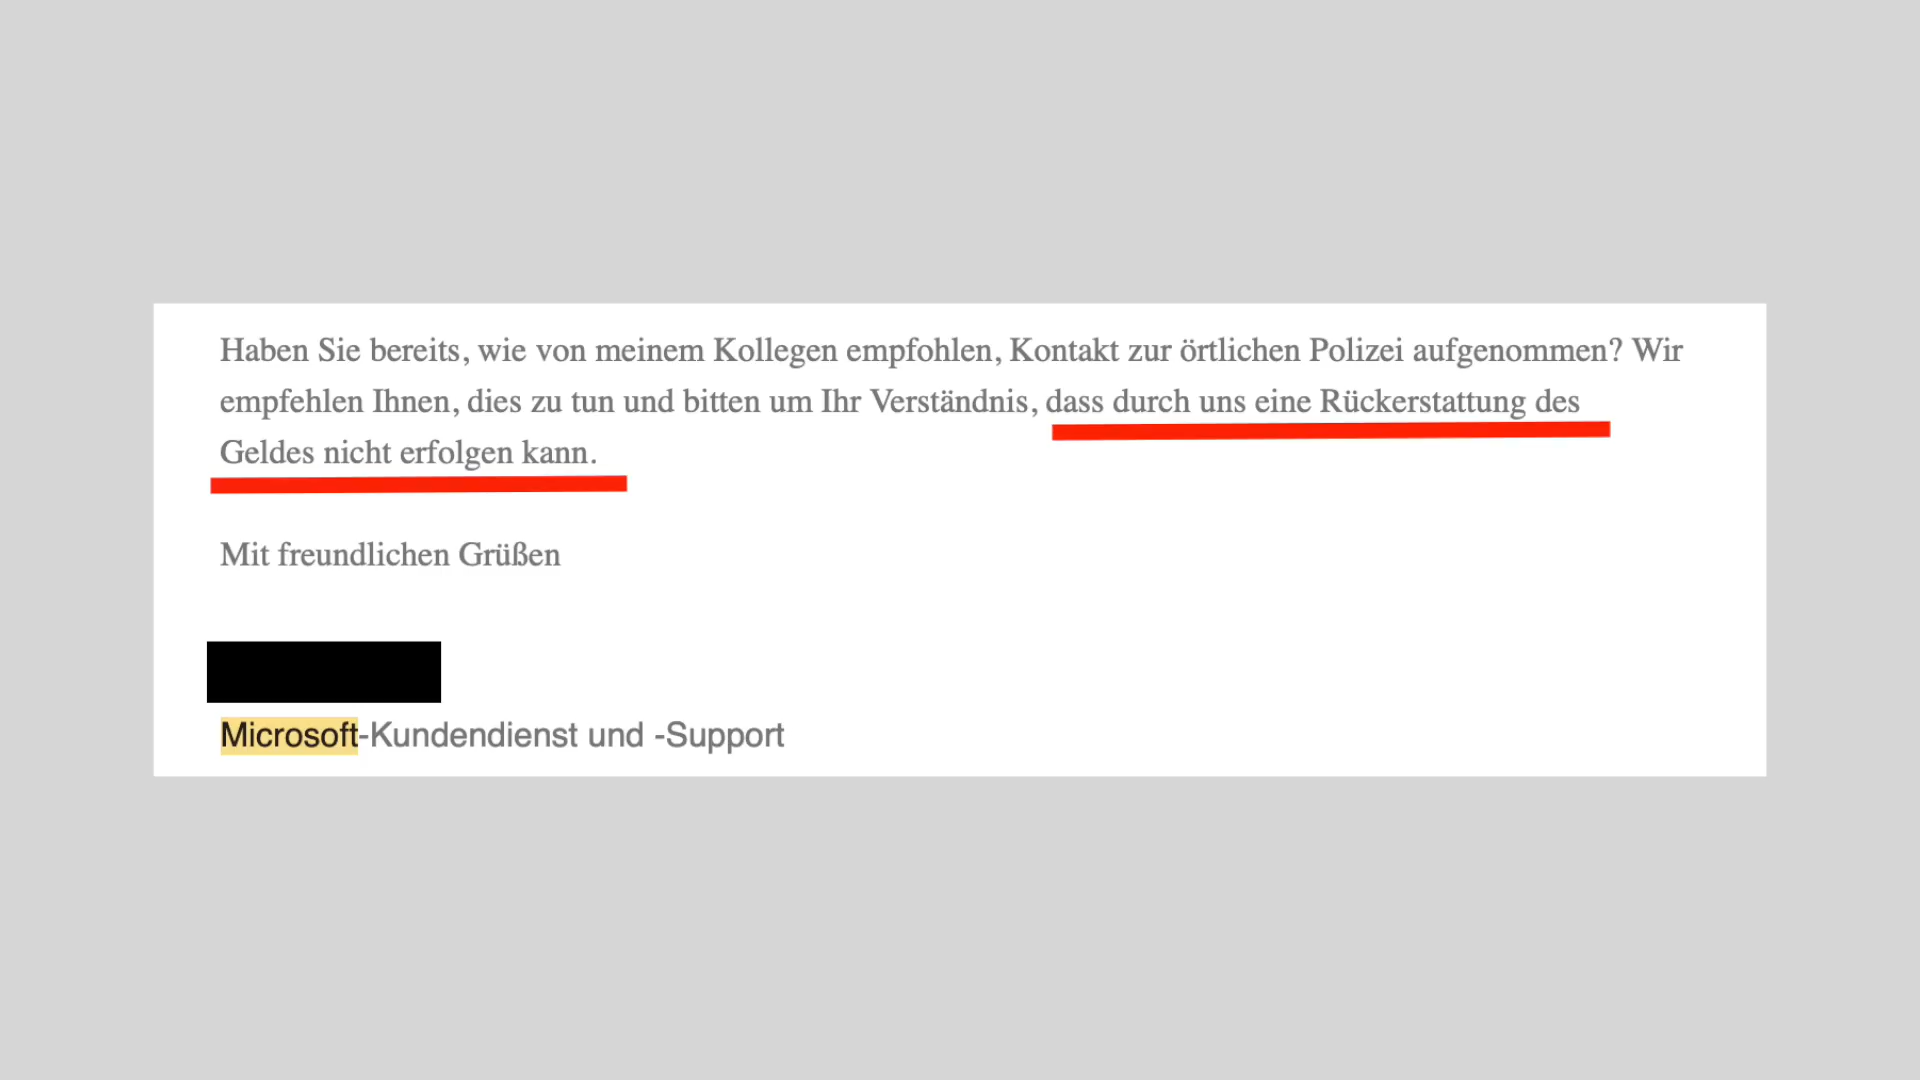 Haben Sie bereits, wie von meinem Kollegen empfohlen, Kontakt zur örtlichen Polizei aufgenommen? Wir
empfehlen Ihnen, dies zu tun und bitten um Ihr Verständnis, dass durch uns eine Rückerstattung des
Geldes nicht erfolgen kann.
Mit freundlichen Grüßen
Microsoft-Kundendienst und -Support